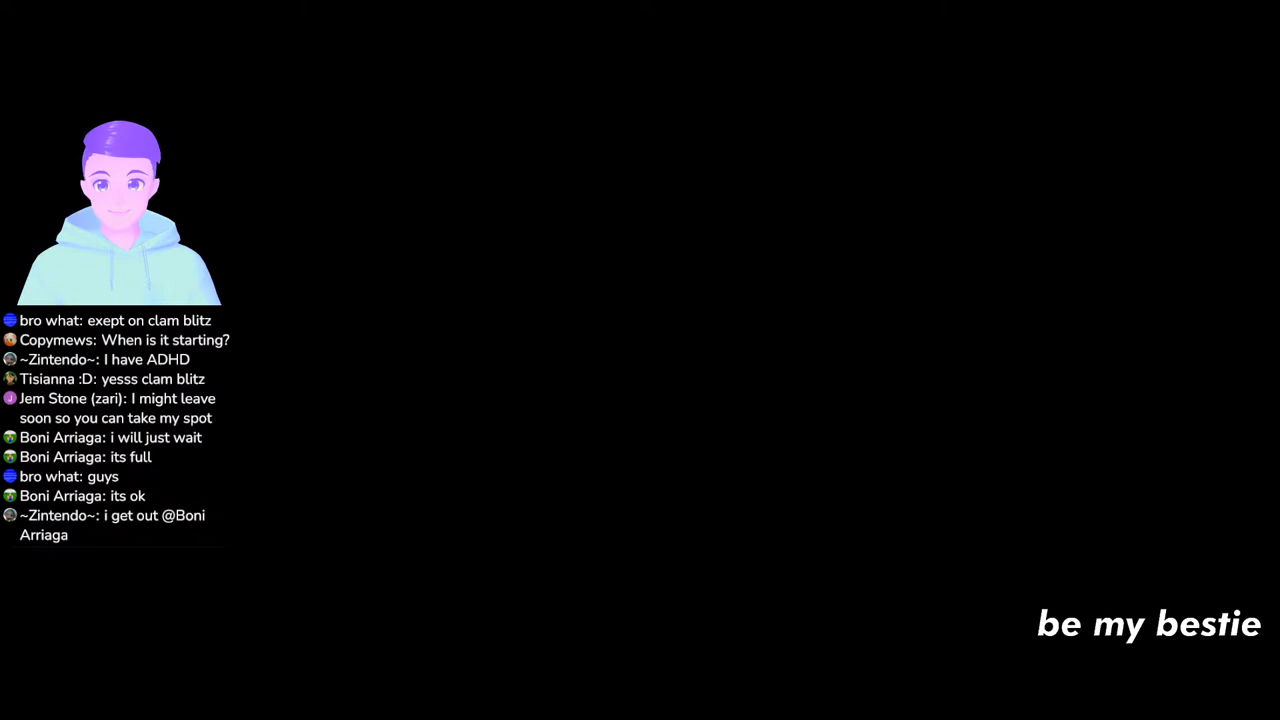 bro what: exept on clam blitz
Copymews: When is it starting?
~Zintendo~: I have ADHD
Tisianna :D: yesss clam blitz
Jem Stone (zari): I might leave
soon so you can take my spot
Boni Arriaga: i will just wait
Boni Arriaga: its full
bro what: guys
Boni Arriaga: its ok
~Zintendo~: i get out @Boni
Arriaga
be my bestie